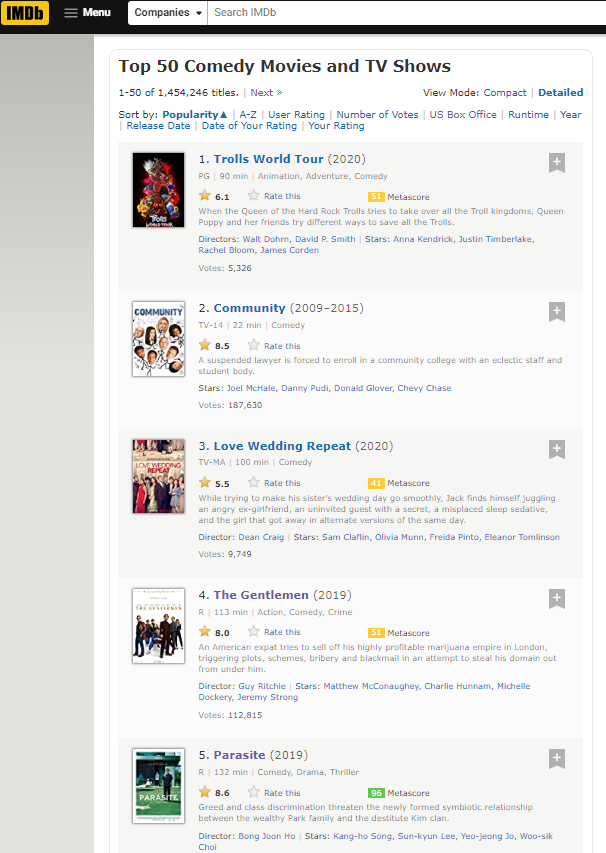 IMDb Menu Companies Search IMDb
Top 50 Comedy Movies and TV Shows
1-50 of 1,454,246 titles. | Next » View Mode: Compact | Detailed
Sort by: Popularity▲ | A-Z | User Rating | Number of Votes | US Box Office | Runtime | Year
| Release Date | Date of Your Rating | Your Rating
1. Trolls World Tour (2020)
PG | 90 min | Animation, Adventure, Comedy
6.1 Rate this 51 Metascore
When the Queen of the Hard Rock Trolls tries to take over all the Troll kingdoms, Queen
Poppy and her friends try different ways to save all the Trolls.
Directors: Walt Dohrn, David P. Smith | Stars: Anna Kendrick, Justin Timberlake,
Rachel Bloom, James Corden
Votes: 5,326
TROLLS
WORLD TOUR
2. Community (2009–2015)
TV-14 | 22 min | Comedy
8.5 Rate this
A suspended lawyer is forced to enroll in a community college with an eclectic staff and
student body.
Stars: Joel McHale, Danny Pudi, Donald Glover, Chevy Chase
Votes: 187,630
COMMUNITY
3. Love Wedding Repeat (2020)
TV-MA | 100 min | Comedy
5.5 Rate this 41 Metascore
While trying to make his sister's wedding day go smoothly, Jack finds himself juggling
an angry ex-girlfriend, an uninvited guest with a secret, a misplaced sleep sedative,
and the girl that got away in alternate versions of the same day.
Director: Dean Craig | Stars: Sam Claflin, Olivia Munn, Freida Pinto, Eleanor Tomlinson
Votes: 9,749
LOVE WEDDING
REPEAT
4. The Gentlemen (2019)
R | 113 min | Action, Comedy, Crime
8.0 Rate this 51 Metascore
An American expat tries to sell off his highly profitable marijuana empire in London,
triggering plots, schemes, bribery and blackmail in an attempt to steal his domain out
from under him.
Director: Guy Ritchie | Stars: Matthew McConaughey, Charlie Hunnam, Michelle
Dockery, Jeremy Strong
Votes: 112,815
THE GENTLEMEN
5. Parasite (2019)
R | 132 min | Comedy, Drama, Thriller
8.6 Rate this 96 Metascore
Greed and class discrimination threaten the newly formed symbiotic relationship
between the wealthy Park family and the destitute Kim clan.
Director: Bong Joon Ho | Stars: Kang-ho Song, Sun-kyun Lee, Yeo-jeong Jo, Woo-sik
Choi
PARASITE